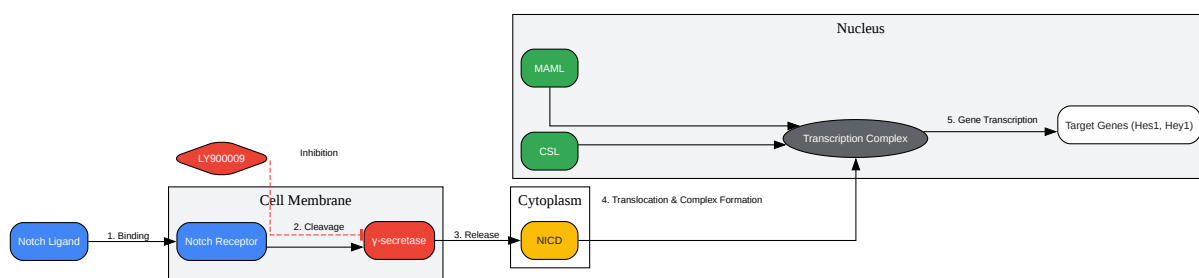 Nucleus
MAML
CSL
Transcription Complex
5. Gene Transcription
Target Genes (Hes1, Hey1)
LY900009
Inhibition
Cell Membrane
Cytoplasm
4. Translocation & Complex Formation
Notch Ligand
1. Binding
Notch Receptor
2. Cleavage
γ-secretase
3. Release
NICD